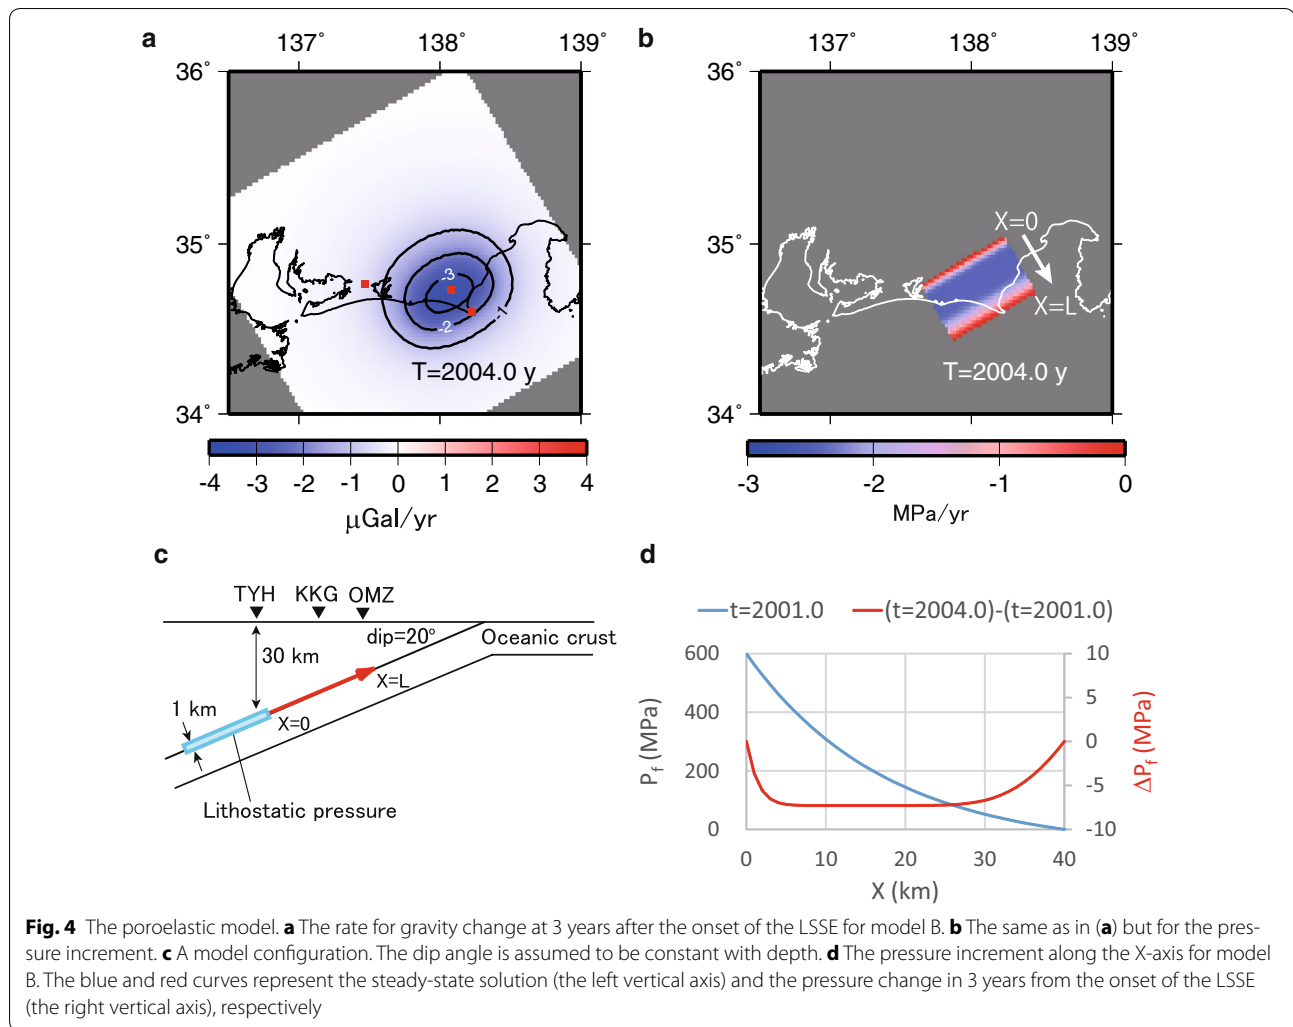 a
137° 138° 139°
36°
35°
34°
-3
-2
-1
T=2004.0 y
-4 -3 -2 -1 0 1 2 3 4
μGal/yr
b
137° 138° 139°
36°
35°
34°
X=0
X=L
T=2004.0 y
-3 -2 -1 0
MPa/yr
c
TYH KKG OMZ
dip=20°
Oceanic crust
30 km
X=L
1 km
X=0
Lithostatic pressure
d
t=2001.0 (t=2004.0)-(t=2001.0)
600 10
5
400 0
200 -5
0 -10
Pf (MPa)
ΔPf (MPa)
0 10 20 30 40
X (km)
Fig. 4 The poroelastic model. a The rate for gravity change at 3 years after the onset of the LSSE for model B. b The same as in (a) but for the pres-
sure increment. c A model configuration. The dip angle is assumed to be constant with depth. d The pressure increment along the X-axis for model
B. The blue and red curves represent the steady-state solution (the left vertical axis) and the pressure change in 3 years from the onset of the LSSE
(the right vertical axis), respectively